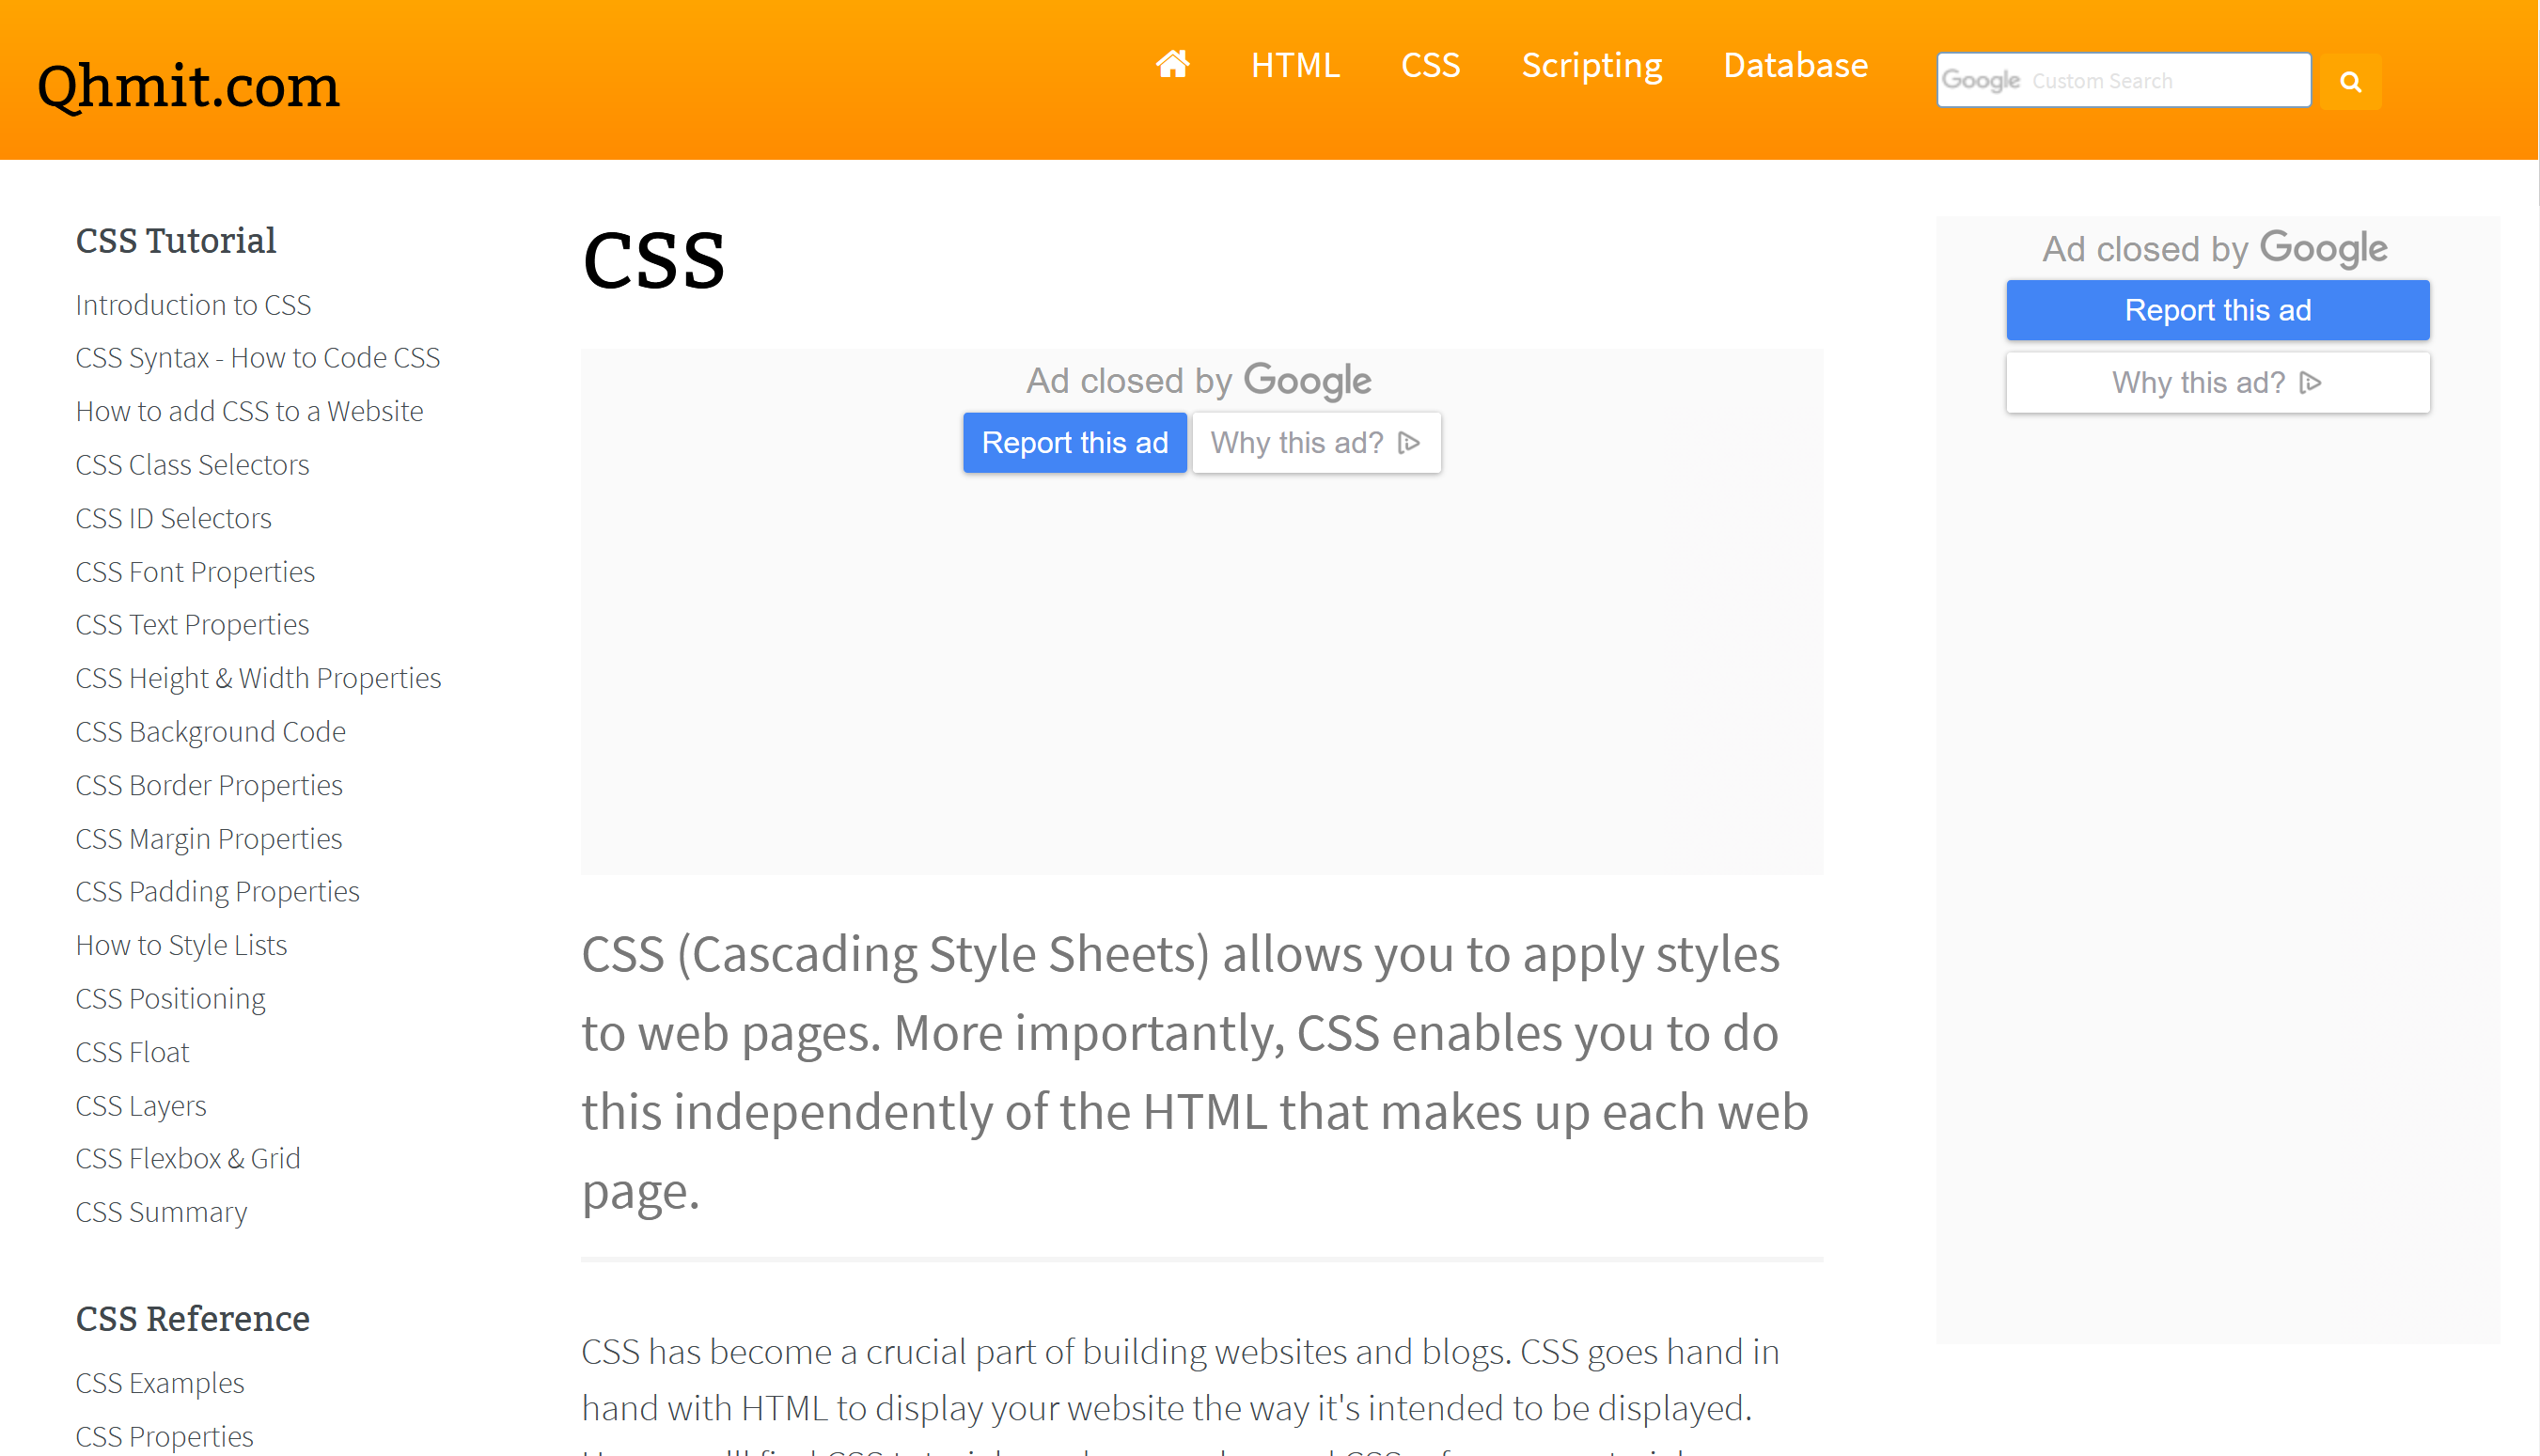 Qhmit.com
HTML CSS Scripting Database
Google Custom Search
CSS Tutorial
Introduction to CSS
CSS Syntax - How to Code CSS
How to add CSS to a Website
CSS Class Selectors
CSS ID Selectors
CSS Font Properties
CSS Text Properties
CSS Height & Width Properties
CSS Background Code
CSS Border Properties
CSS Margin Properties
CSS Padding Properties
How to Style Lists
CSS Positioning
CSS Float
CSS Layers
CSS Flexbox & Grid
CSS Summary
CSS Reference
CSS Examples
CSS Properties
CSS
Ad closed by Google
Report this ad
Why this ad?
CSS (Cascading Style Sheets) allows you to apply styles
to web pages. More importantly, CSS enables you to do
this independently of the HTML that makes up each web
page.
CSS has become a crucial part of building websites and blogs. CSS goes hand in
hand with HTML to display your website the way it's intended to be displayed.
Ad closed by Google
Report this ad
Why this ad?